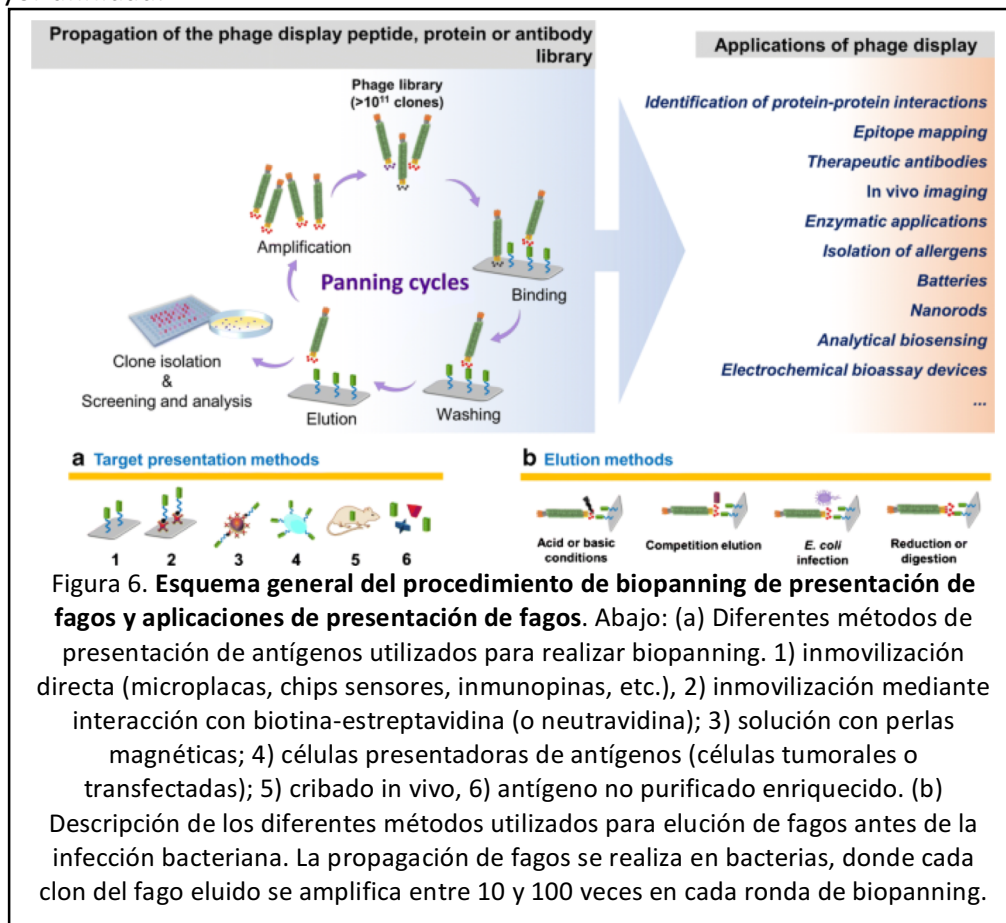 Propagation of the phage display peptide, protein or antibody
library
Applications of phage display
Phage library
(>10¹¹ clones)
Amplification
Panning cycles
Binding
Clone isolation
&
Screening and analysis
Elution
Washing
Identification of protein-protein interactions
Epitope mapping
Therapeutic antibodies
In vivo imaging
Enzymatic applications
Isolation of allergens
Batteries
Nanorods
Analytical biosensing
Electrochemical bioassay devices
...
a Target presentation methods
1 2 3 4 5 6
b Elution methods
Acid or basic
conditions
Competition elution
E. coli
infection
Reduction or
digestion
Figura 6. Esquema general del procedimiento de biopanning de presentación de
fagos y aplicaciones de presentación de fagos. Abajo: (a) Diferentes métodos de
presentación de antígenos utilizados para realizar biopanning. 1) inmovilización
directa (microplacas, chips sensores, inmunopinas, etc.), 2) inmovilización mediante
interacción con biotina-estreptavidina (o neutravidina); 3) solución con perlas
magnéticas; 4) células presentadoras de antígenos (células tumorales o
transfectadas); 5) cribado in vivo, 6) antígeno no purificado enriquecido. (b)
Descripción de los diferentes métodos utilizados para elución de fagos antes de la
infección bacteriana. La propagación de fagos se realiza en bacterias, donde cada
clon del fago eluido se amplifica entre 10 y 100 veces en cada ronda de biopanning.